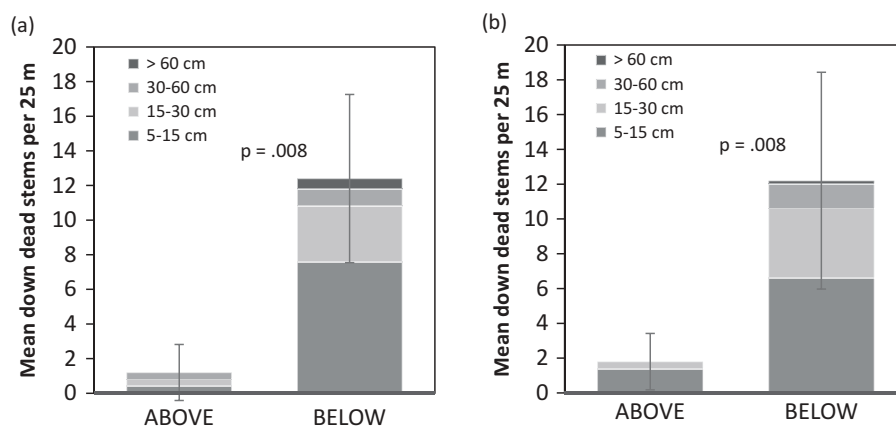 (a)
Mean down dead stems per 25 m
20
18
16
14
12
10
8
6
4
2
0
> 60 cm
30-60 cm
15-30 cm
5-15 cm
p = .008
ABOVE
BELOW
(b)
Mean down dead stems per 25 m
20
18
16
14
12
10
8
6
4
2
0
> 60 cm
30-60 cm
15-30 cm
5-15 cm
p = .008
ABOVE
BELOW